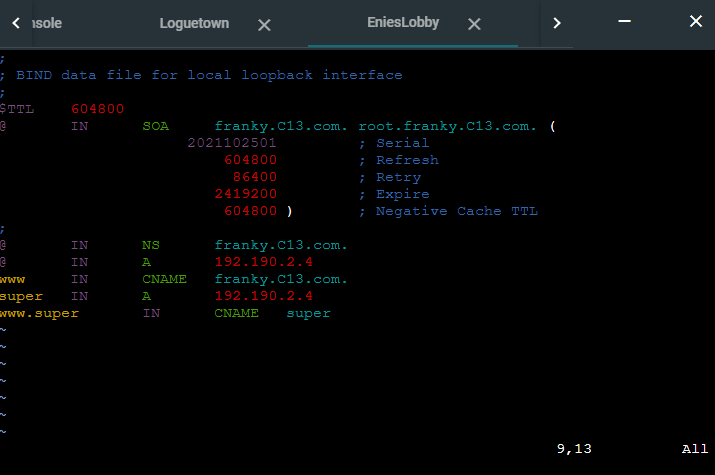 nsole Loguetown EniesLobby
;
; BIND data file for local loopback interface
;
$TTL 604800
@ IN SOA franky.C13.com. root.franky.C13.com. (
2021102501 ; Serial
604800 ; Refresh
86400 ; Retry
2419200 ; Expire
604800 ) ; Negative Cache TTL
;
@ IN NS franky.C13.com.
@ IN A 192.190.2.4
www IN CNAME franky.C13.com.
super IN A 192.190.2.4
www.super IN CNAME super
~
~
~
~
~
~
~
9,13 All